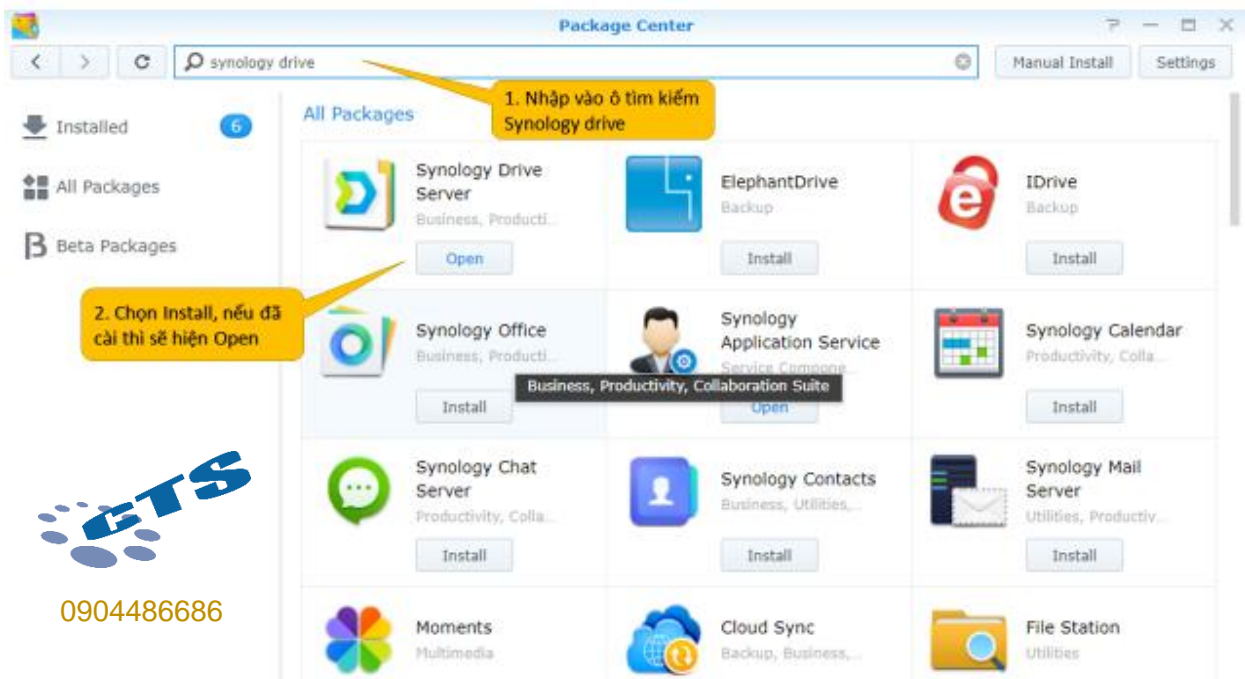 Package Center
synology drive
Manual Install
Settings
1. Nhập vào ô tìm kiếm
Synology drive
Installed
6
All Packages
Beta Packages
All Packages
Synology Drive
Server
Business, Producti...
Open
ElephantDrive
Backup
Install
IDrive
Backup
Install
2. Chọn Install, nếu đã
cài thì sẽ hiện Open
Synology Office
Business, Producti...
Install
Synology
Application Service
Service Compone...
Open
Business, Productivity, Collaboration Suite
Synology Calendar
Productivity, Colla...
Install
Synology Chat
Server
Productivity, Colla...
Install
Synology Contacts
Business, Utilities,...
Install
Synology Mail
Server
Utilities, Productiv...
Install
CTS
0904486686
Moments
Multimedia
Cloud Sync
Backup, Business,...
File Station
Utilities